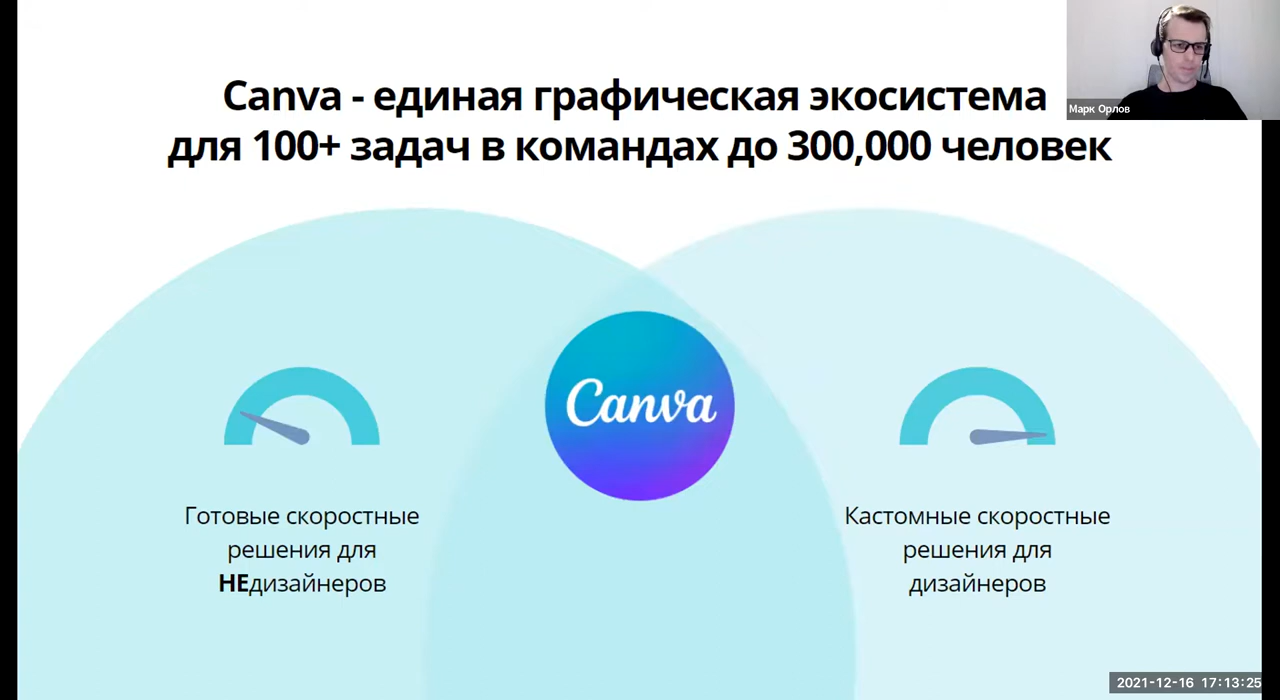 Canva - единая графическая экосистема
для 100+ задач в командах до 300,000 человек
Марк Орлов
Canva
Готовые скоростные
решения для
НЕдизайнеров
Кастомные скоростные
решения для
дизайнеров
2021-12-16 17:13:25